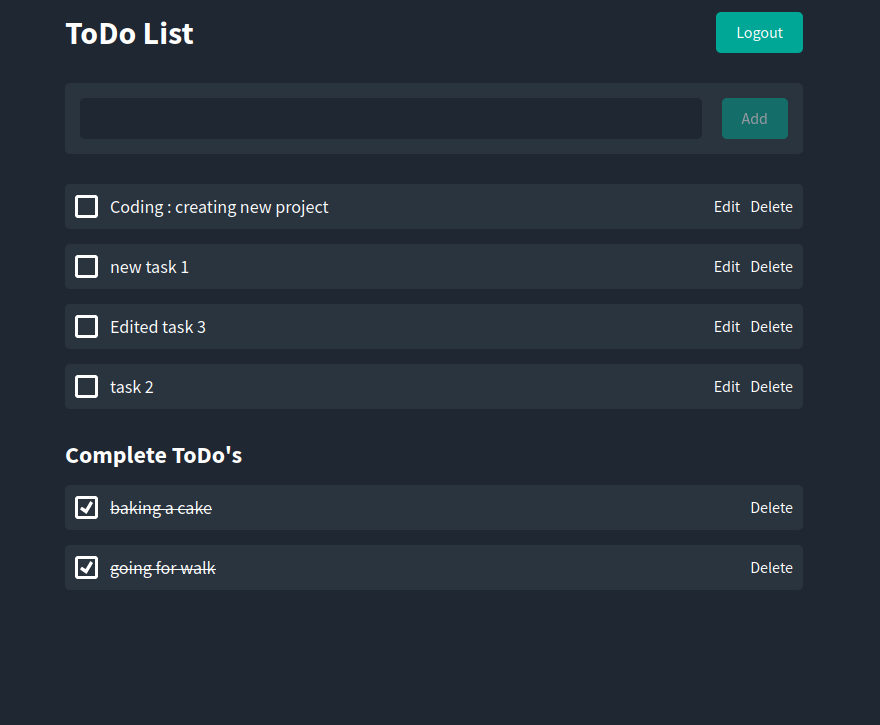 ToDo List
Logout
Add
Coding : creating new project
Edit Delete
new task 1
Edit Delete
Edited task 3
Edit Delete
task 2
Edit Delete
Complete ToDo's
baking a cake
Delete
going for walk
Delete